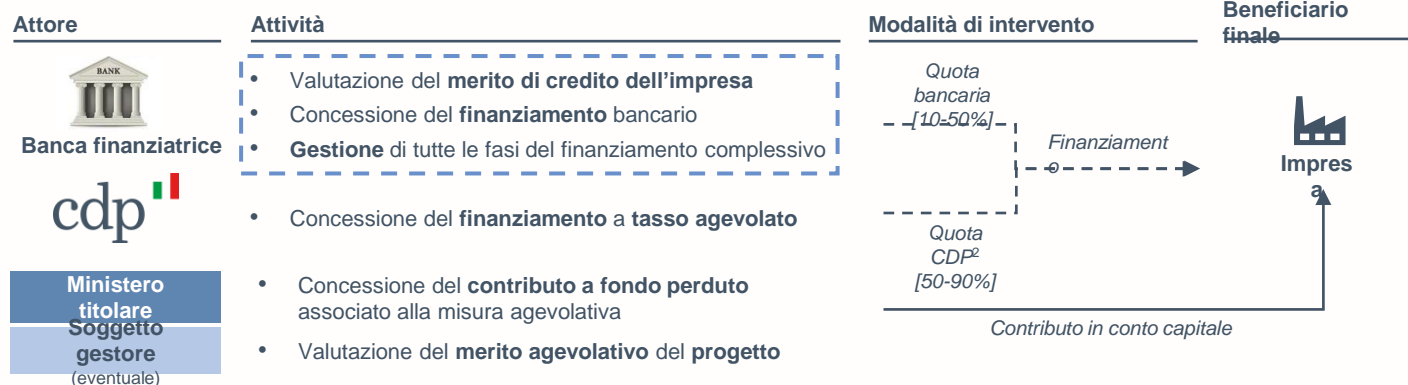 Attore
Attività
Modalità di intervento
Beneficiario
finale
BANK
Banca finanziatrice
• Valutazione del merito di credito dell'impresa
• Concessione del finanziamento bancario
• Gestione di tutte le fasi del finanziamento complessivo
Quota
bancaria
[10-50%]
Finanziament
o
Impres
a
cdp
• Concessione del finanziamento a tasso agevolato
Quota
CDP²
[50-90%]
Ministero
titolare
• Concessione del contributo a fondo perduto
associato alla misura agevolativa
Contributo in conto capitale
Soggetto
gestore
(eventuale)
• Valutazione del merito agevolativo del progetto